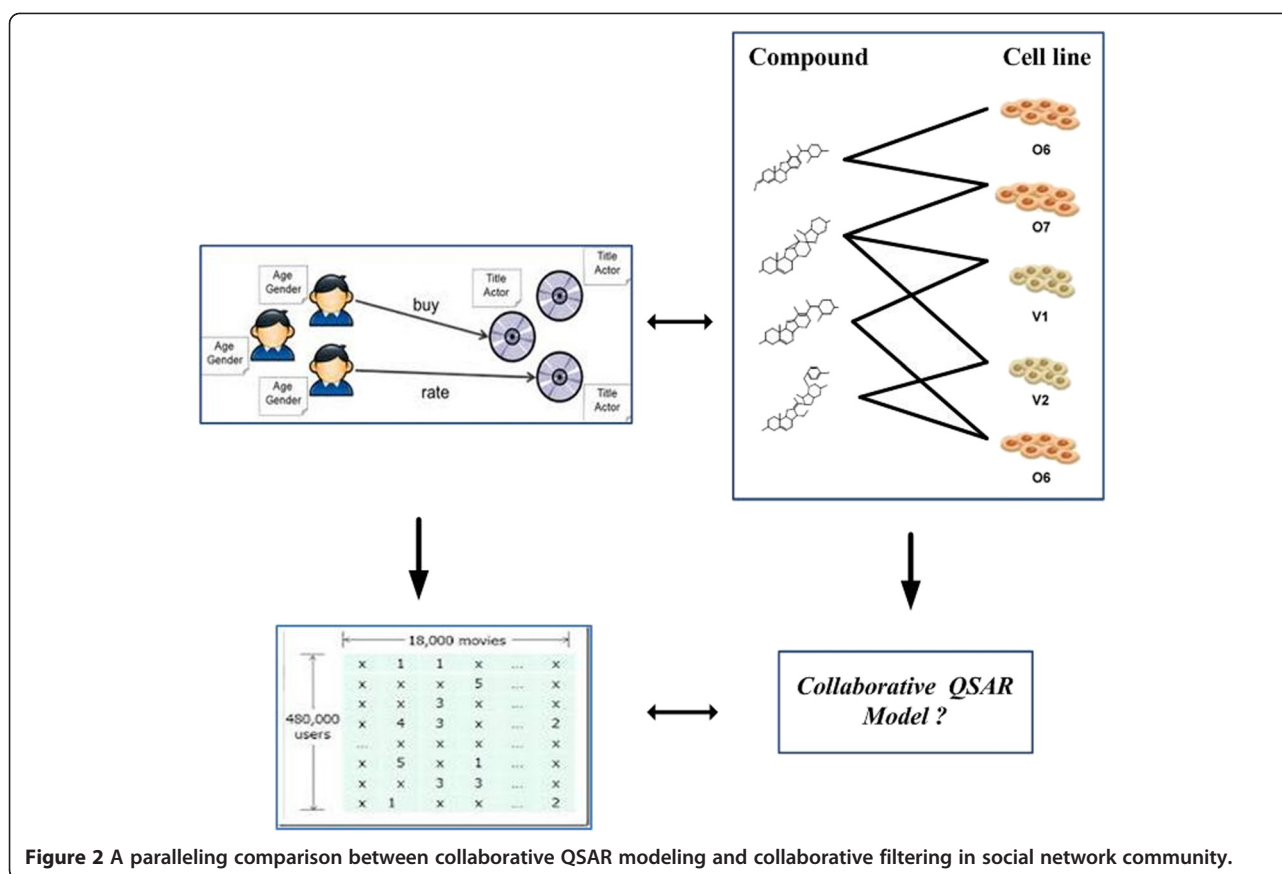 Compound Cell line
O6
O7
V1
V2
O6
Age
Gender
Age
Gender
Age
Gender
buy
rate
Title
Actor
Title
Actor
Title
Actor
18,000 movies
480,000
users
x 1 1 x ... x
x x x 5 ... x
x x 3 x ... x
x 4 3 x ... 2
... x x x ... x
x 5 x 1 ... x
x x 3 3 ... x
x 1 x x ... 2
Collaborative QSAR
Model ?
Figure 2 A paralleling comparison between collaborative QSAR modeling and collaborative filtering in social network community.